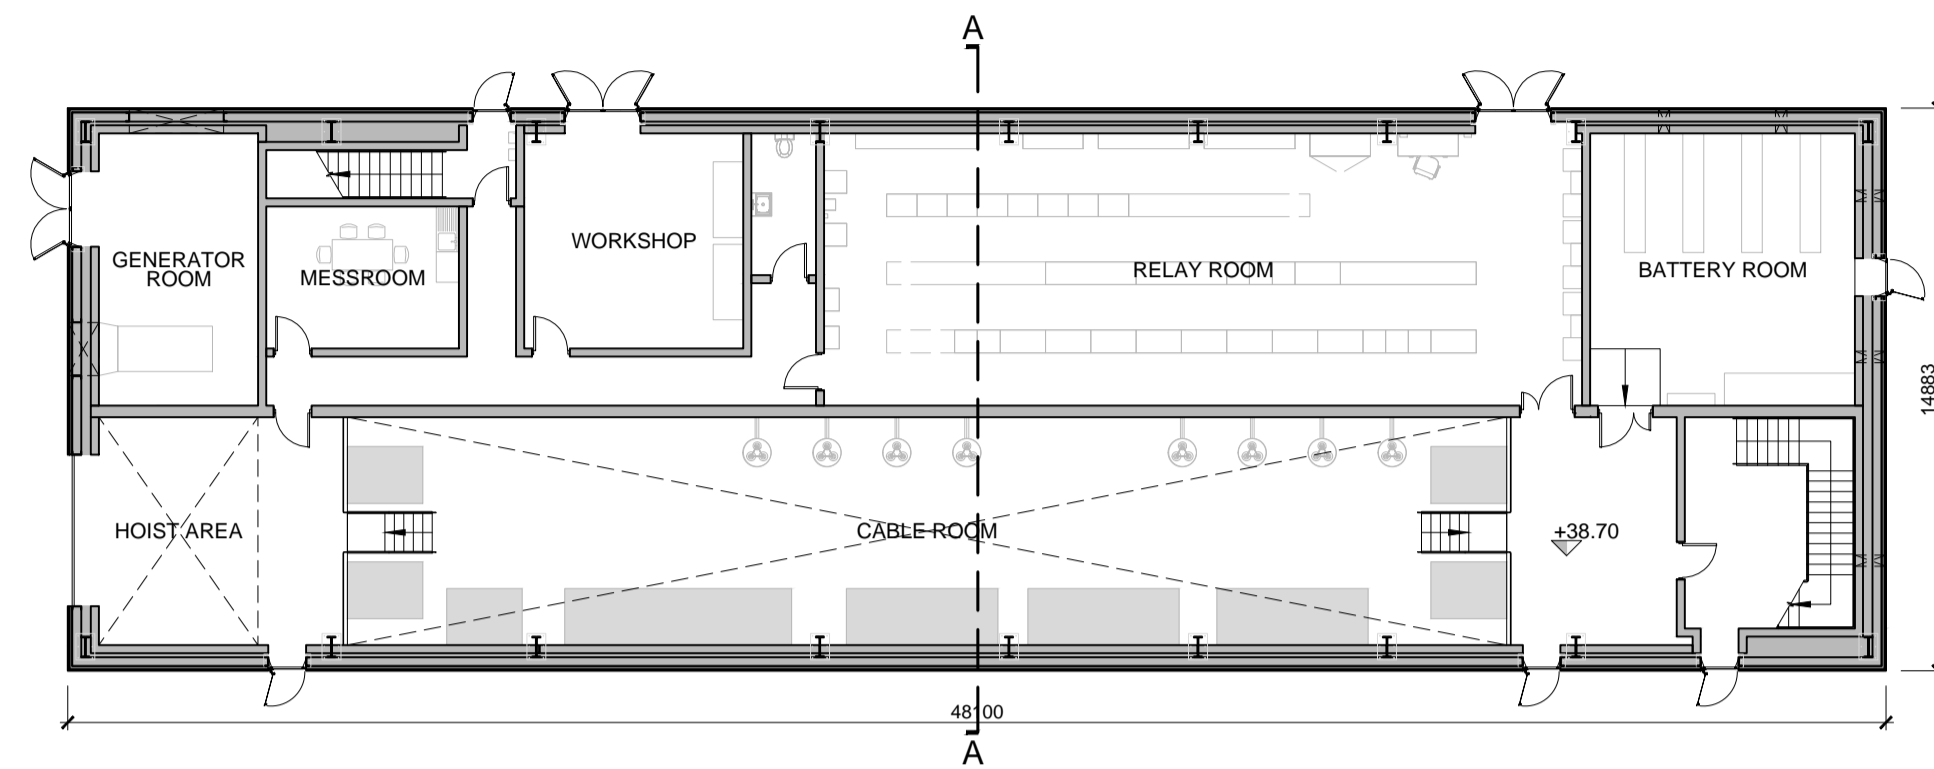 A
WORKSHOP
GENERATOR
ROOM
MESSROOM
RELAY ROOM
BATTERY ROOM
14883
HOIST AREA
CABLE ROOM
+38.70
48100
A